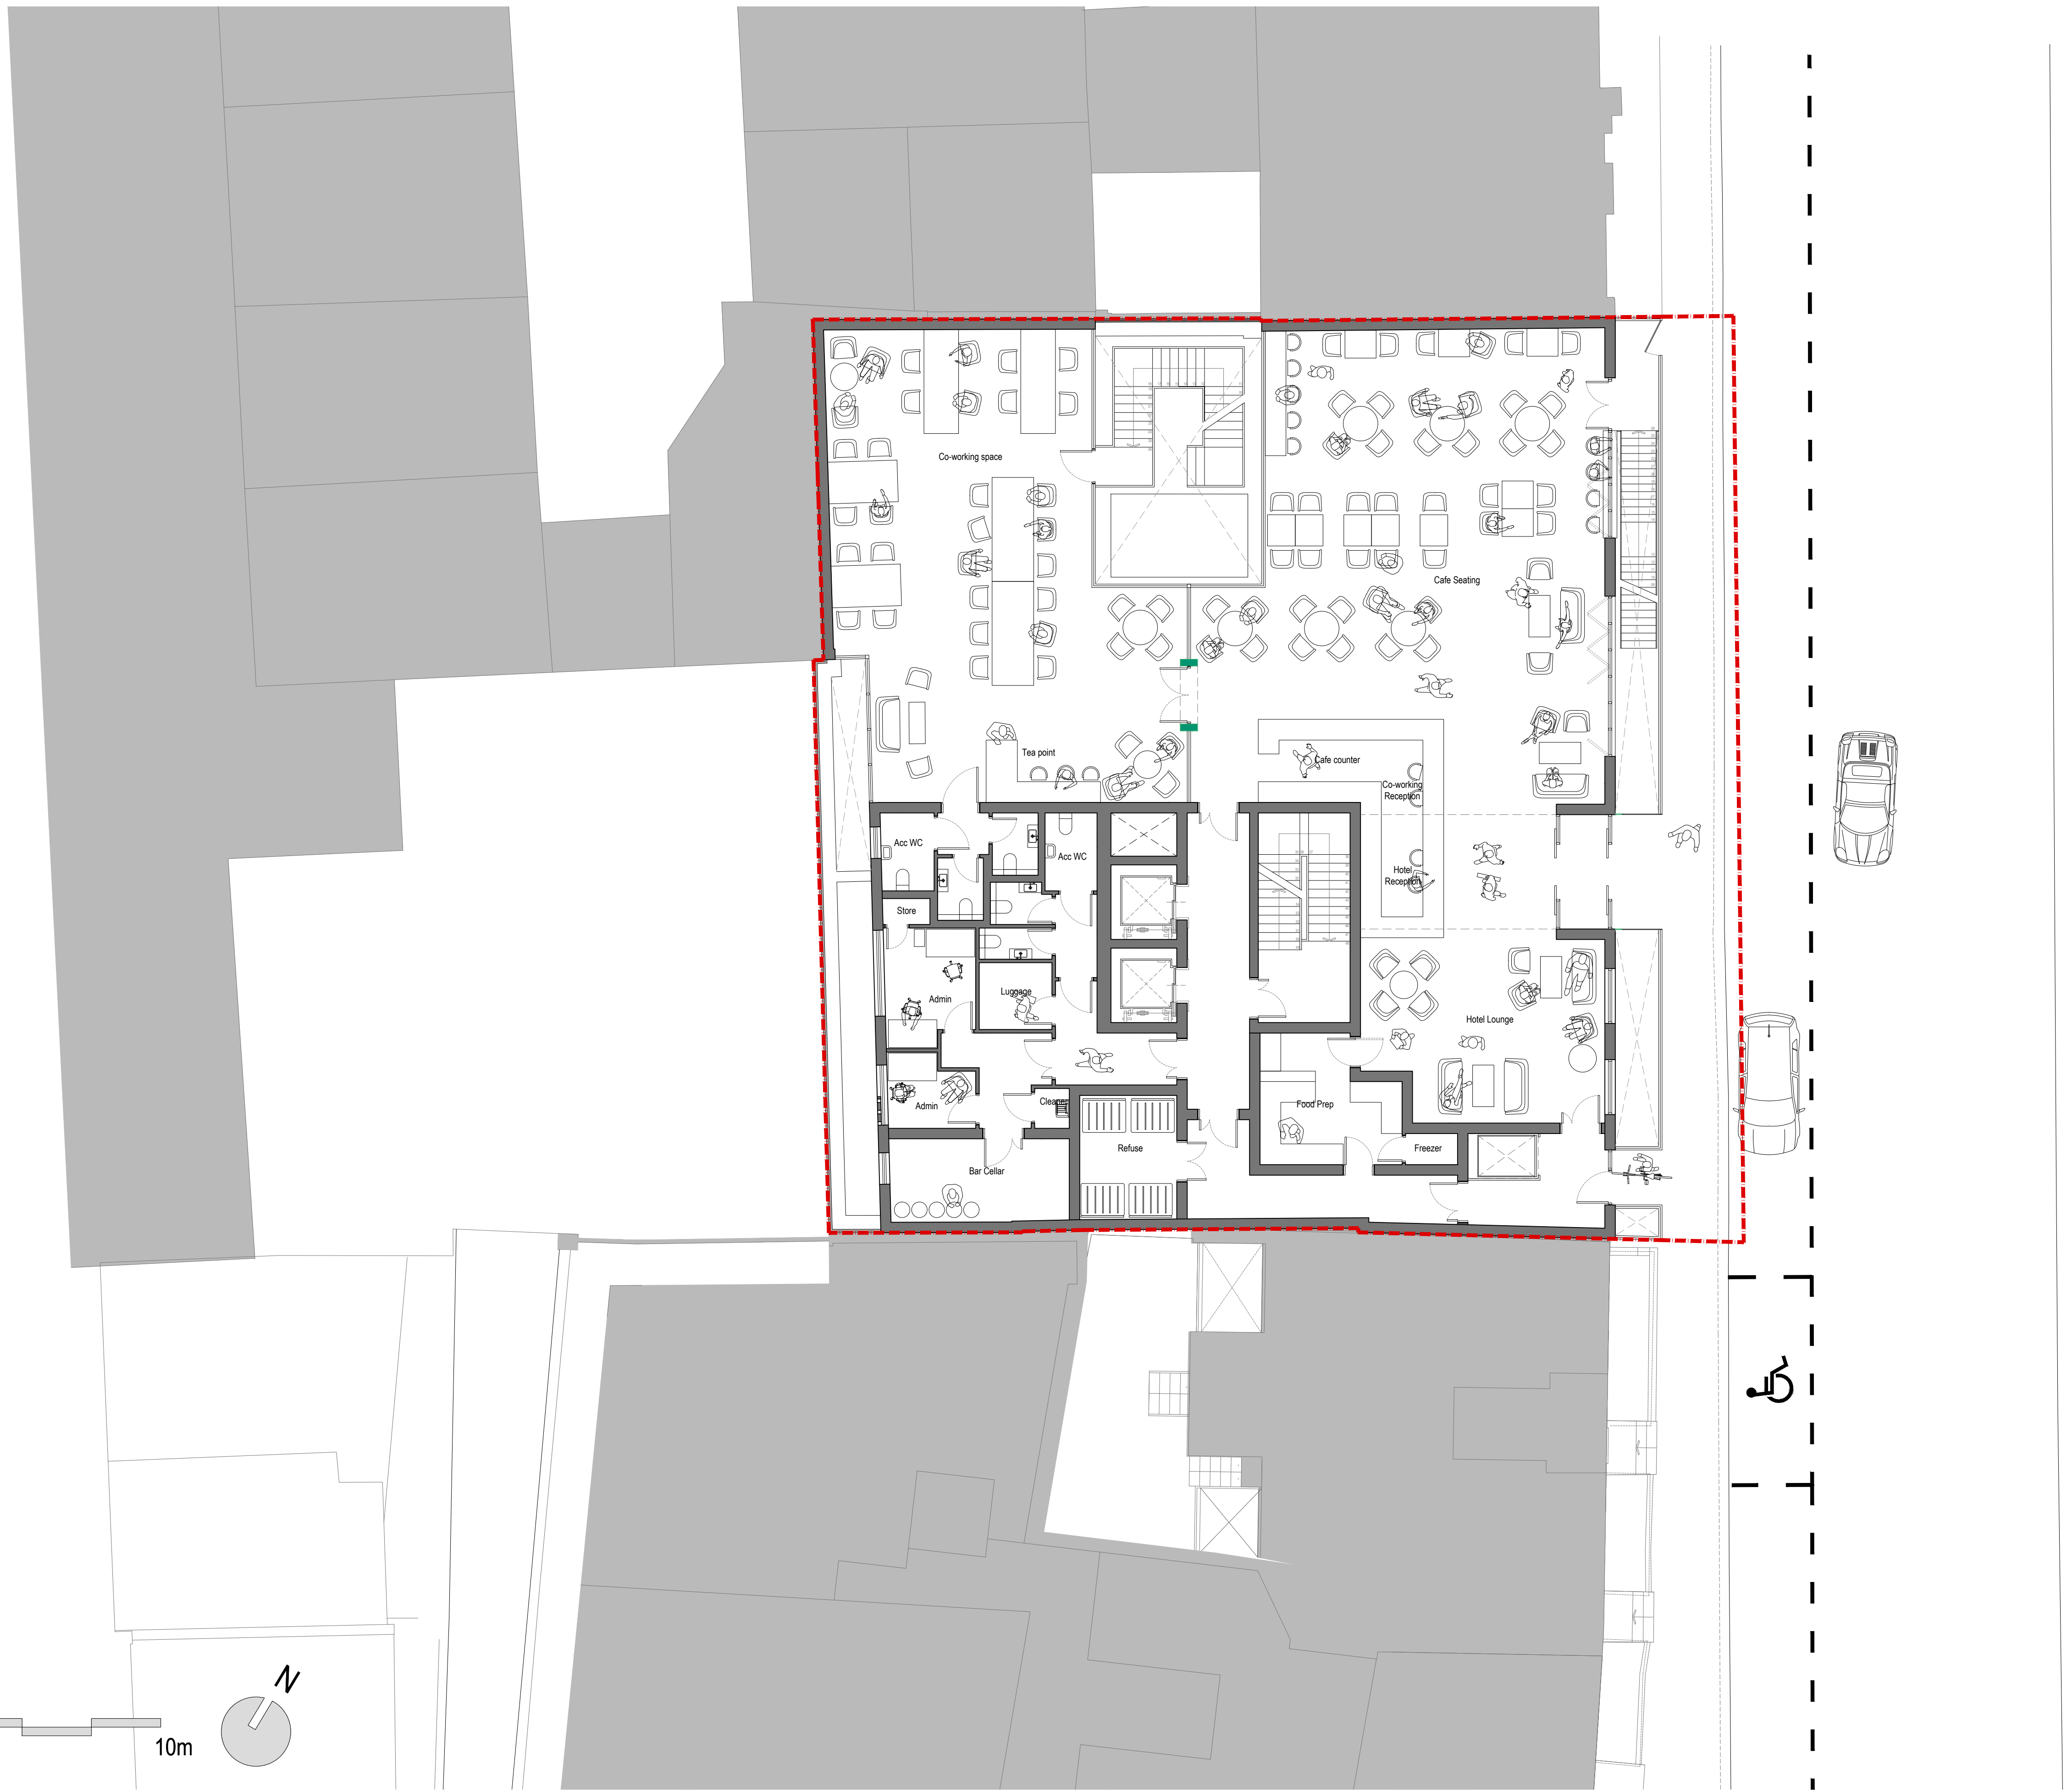 Co-working space
Cafe Seating
Tea point
Cafe counter
Co-working
Reception
Acc WC
Acc WC
Hotel
Reception
Store
Luggage
Admin
Hotel Lounge
Cleaner
Admin
Food Prep
Refuse
Freezer
Bar Cellar
N
10m